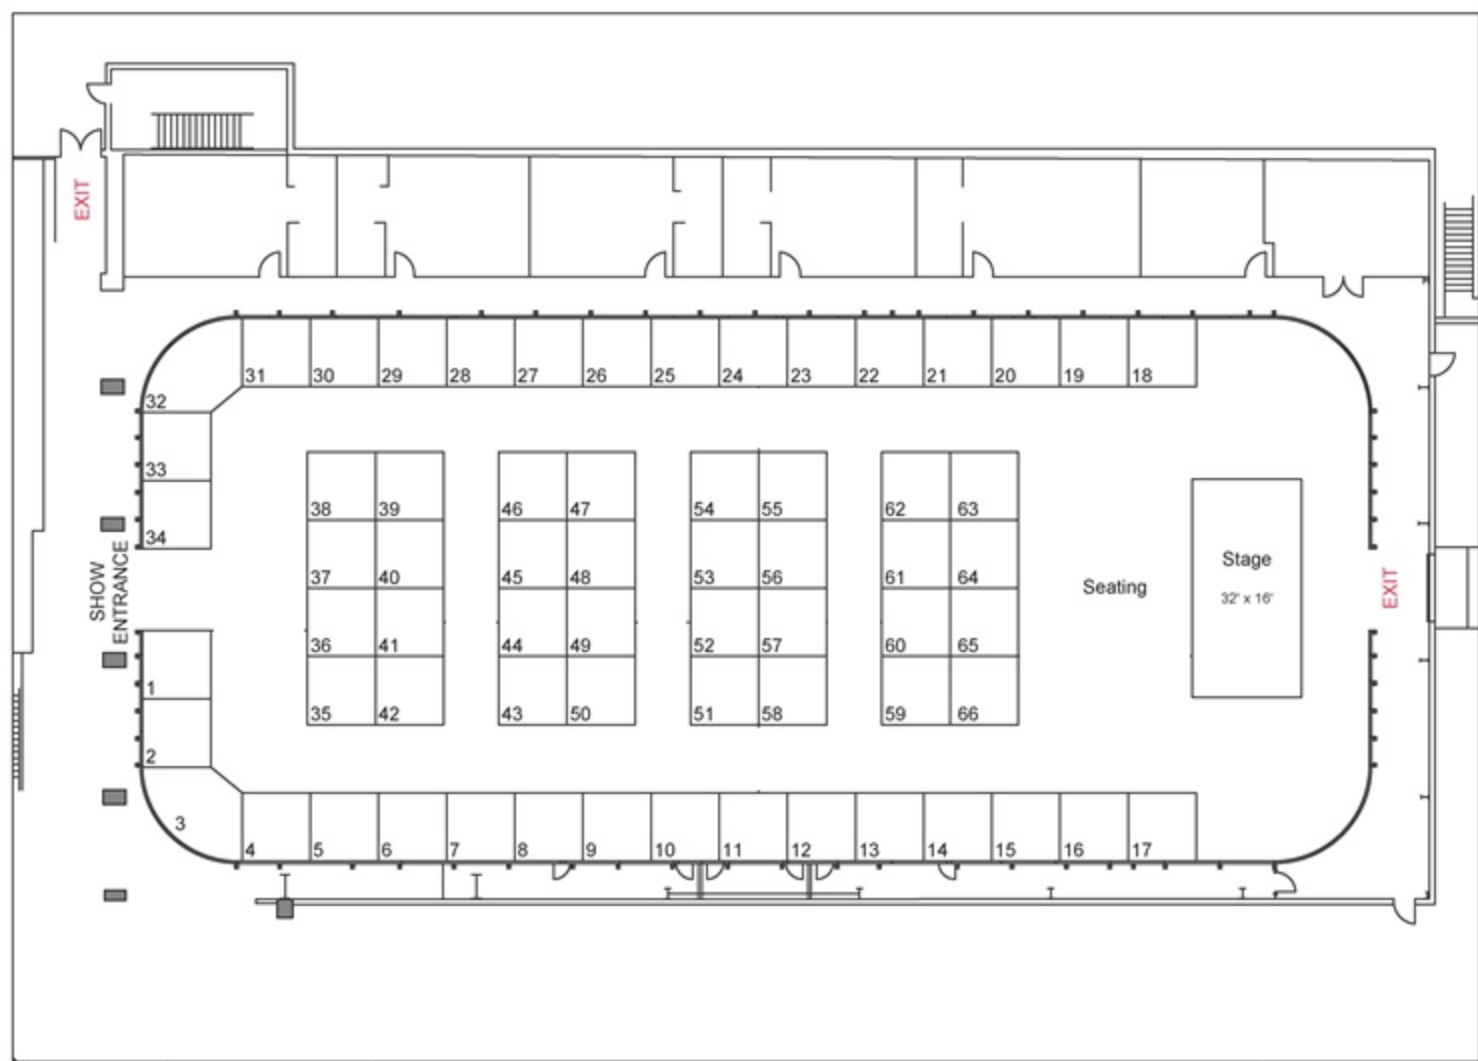 EXIT
31 30 29 28 27 26 25 24 23 22 21 20 19 18
32
33
34
38 39 46 47 54 55 62 63
37 40 45 48 53 56 61 64
36 41 44 49 52 57 60 65
35 42 43 50 51 58 59 66
SHOW
ENTRANCE
Seating
Stage
32' x 16'
EXIT
1
2
3
4 5 6 7 8 9 10 11 12 13 14 15 16 17